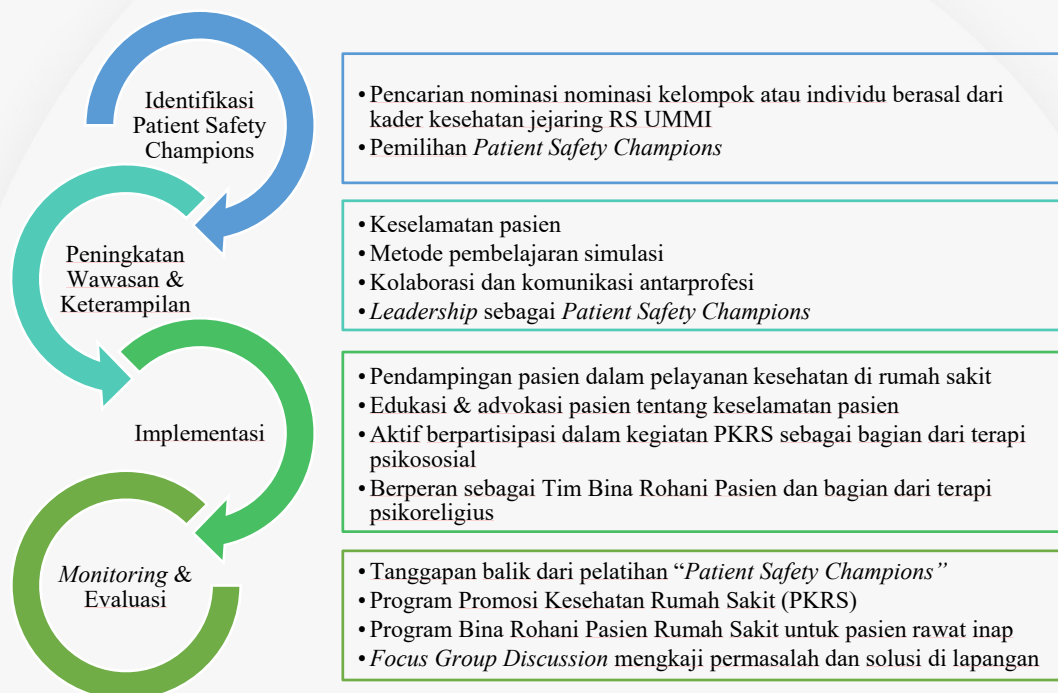 Identifikasi
Patient Safety
Champions
• Pencarian nominasi nominasi kelompok atau individu berasal dari
kader kesehatan jejaring RS UMMI
• Pemilihan Patient Safety Champions
Peningkatan
Wawasan &
Keterampilan
• Keselamatan pasien
• Metode pembelajaran simulasi
• Kolaborasi dan komunikasi antarprofesi
• Leadership sebagai Patient Safety Champions
Implementasi
• Pendampingan pasien dalam pelayanan kesehatan di rumah sakit
• Edukasi & advokasi pasien tentang keselamatan pasien
• Aktif berpartisipasi dalam kegiatan PKRS sebagai bagian dari terapi
psikososial
• Berperan sebagai Tim Bina Rohani Pasien dan bagian dari terapi
psikoreligius
Monitoring &
Evaluasi
• Tanggapan balik dari pelatihan “Patient Safety Champions”
• Program Promosi Kesehatan Rumah Sakit (PKRS)
• Program Bina Rohani Pasien Rumah Sakit untuk pasien rawat inap
• Focus Group Discussion mengkaji permasalah dan solusi di lapangan